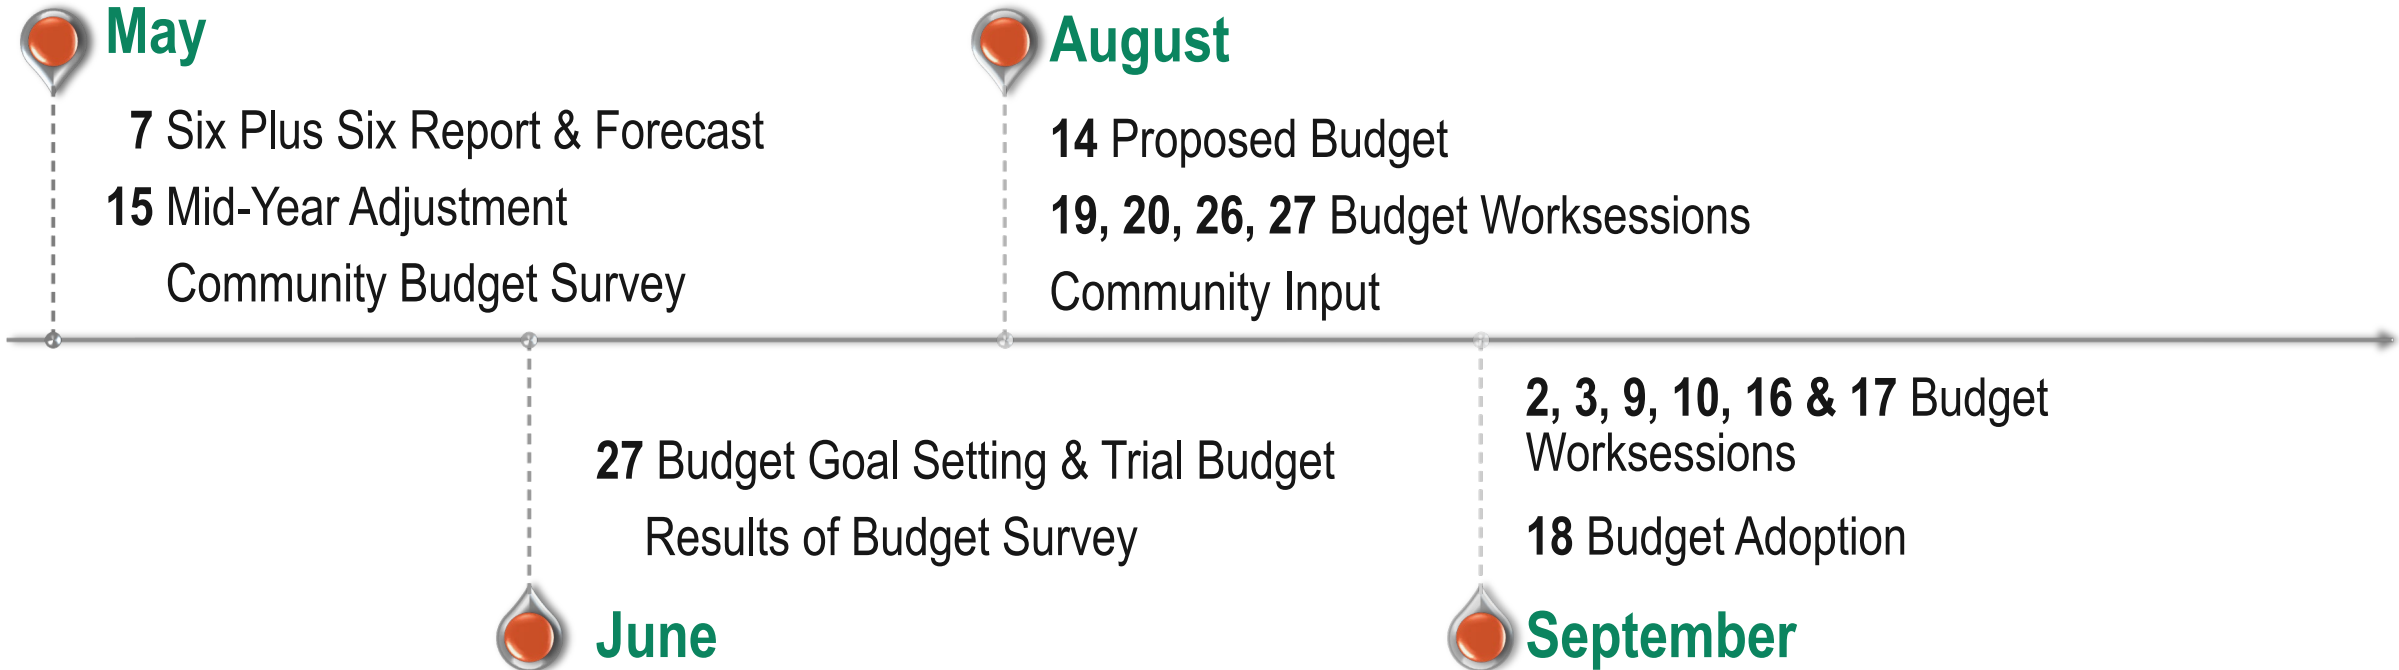 May
7 Six Plus Six Report & Forecast
15 Mid-Year Adjustment
Community Budget Survey
August
14 Proposed Budget
19, 20, 26, 27 Budget Worksessions
Community Input
27 Budget Goal Setting & Trial Budget
Results of Budget Survey
June
2, 3, 9, 10, 16 & 17 Budget
Worksessions
18 Budget Adoption
September